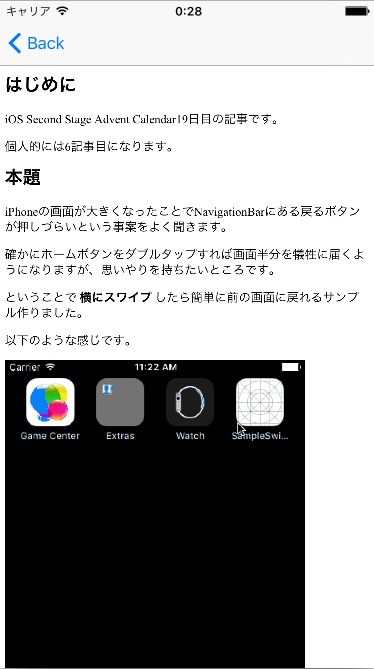 キャリア 0:28
Back
はじめに
iOS Second Stage Advent Calendar19日目の記事です。
個人的には6記事目になります。
本題
iPhoneの画面が大きくなったことでNavigationBarにある戻るボタン
が押しづらいという事案をよく聞きます。
確かにホームボタンをダブルタップすれば画面半分を犠牲に届くよ
うになりますが、思いやりを持ちたいところです。
ということで 横にスワイプ したら簡単に前の画面に戻れるサンプ
ル作りました。
以下のような感じです。
Carrier 11:22 AM
Game Center Extras Watch SampleSwi...